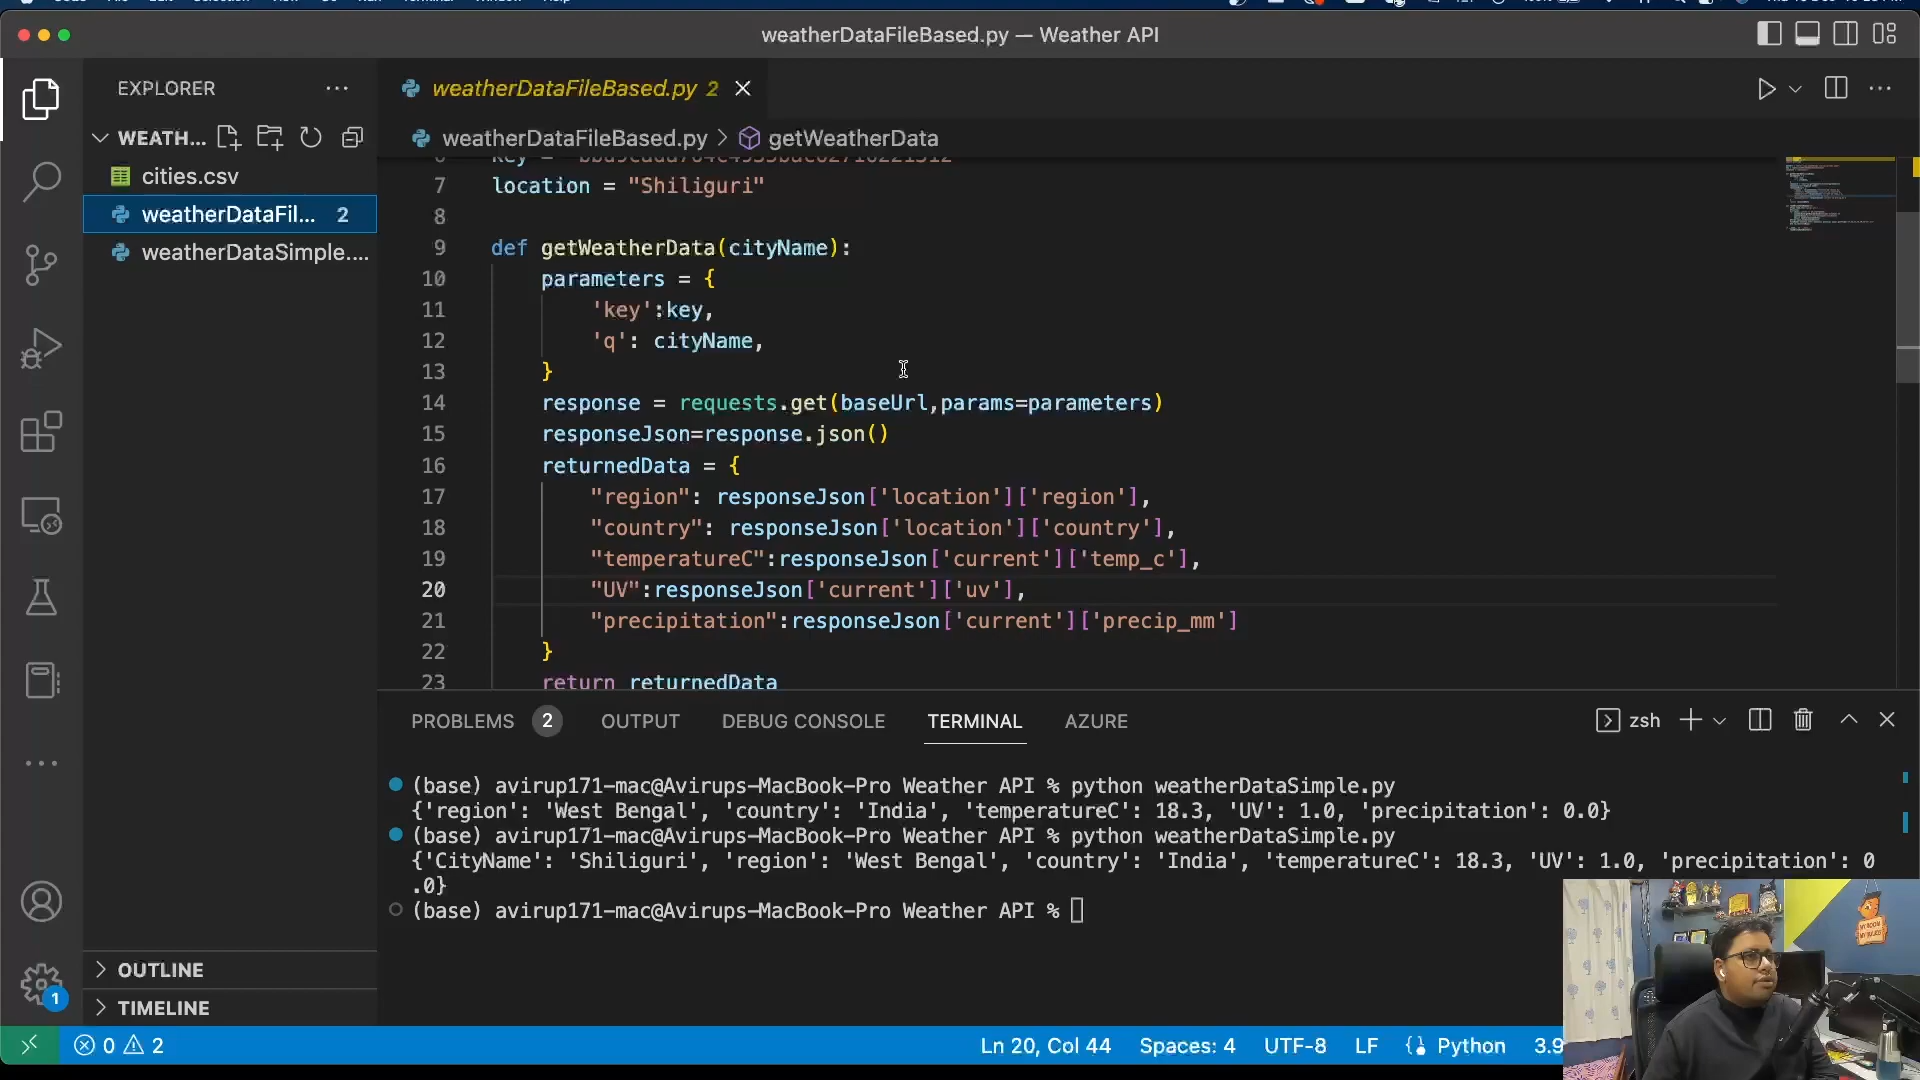 weatherDataFileBased.py — Weather API
EXPLORER
WEATH...
cities.csv
weatherDataFil... 2
weatherDataSimple....
OUTLINE
TIMELINE
weatherDataFileBased.py 2
weatherDataFileBased.py > getWeatherData
7 location = "Shiliguri"
8
9 def getWeatherData(cityName):
10 parameters = {
11 'key':key,
12 'q': cityName,
13 }
14 response = requests.get(baseUrl,params=parameters)
15 responseJson=response.json()
16 returnedData = {
17 "region": responseJson['location']['region'],
18 "country": responseJson['location']['country'],
19 "temperatureC":responseJson['current']['temp_c'],
20 "UV":responseJson['current']['uv'],
21 "precipitation":responseJson['current']['precip_mm']
22 }
23 return returnedData
PROBLEMS 2 OUTPUT DEBUG CONSOLE TERMINAL AZURE
zsh
(base) avirup171-mac@Avirups-MacBook-Pro Weather API % python weatherDataSimple.py
{'region': 'West Bengal', 'country': 'India', 'temperatureC': 18.3, 'UV': 1.0, 'precipitation': 0.0}
(base) avirup171-mac@Avirups-MacBook-Pro Weather API % python weatherDataSimple.py
{'CityName': 'Shiliguri', 'region': 'West Bengal', 'country': 'India', 'temperatureC': 18.3, 'UV': 1.0, 'precipitation': 0
.0}
(base) avirup171-mac@Avirups-MacBook-Pro Weather API %
1
0 2
Ln 20, Col 44 Spaces: 4 UTF-8 LF Python 3.9